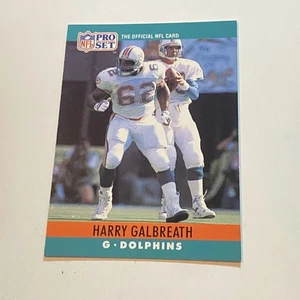 NFL PRO SET
THE OFFICIAL NFL CARD
62
HARRY GALBREATH
G • DOLPHINS